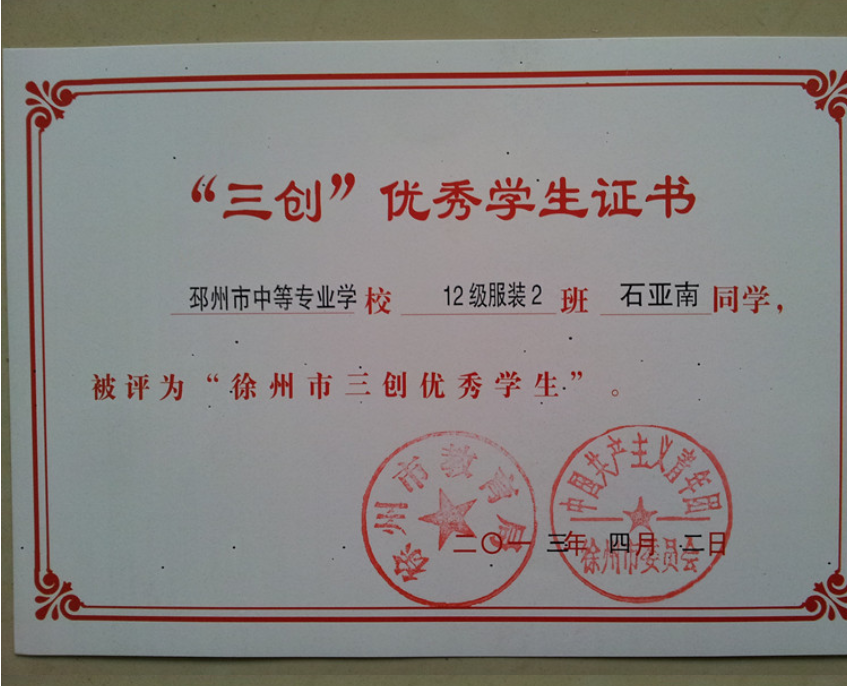 “三创”优秀学生证书
邳州市中等专业学校 12级服装2班 石亚南同学，
被评为“徐州市三创优秀学生”。
徐州市教育局
中国共产主义青年团
徐州市委员会
二〇一三年四月二日